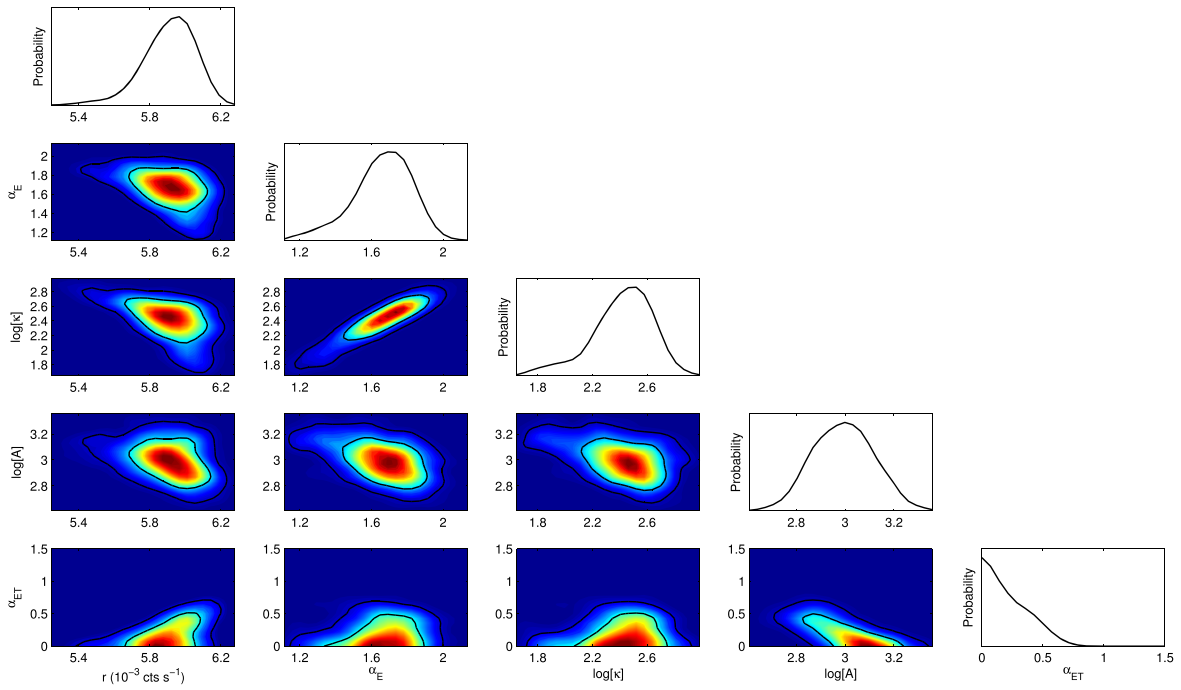 Probability
5.4 5.8 6.2
2
1.8
1.6
1.4
1.2
α_E
5.4 5.8 6.2
Probability
1.2 1.6 2
2.8
2.6
2.4
2.2
2
1.8
log[κ]
5.4 5.8 6.2
1.2 1.6 2
Probability
1.8 2.2 2.6
3.2
3
2.8
log[A]
5.4 5.8 6.2
1.2 1.6 2
1.8 2.2 2.6
Probability
2.8 3 3.2
1.5
1
0.5
0
α_ET
5.4 5.8 6.2
r (10⁻³ cts s⁻¹)
1.2 1.6 2
α_E
1.8 2.2 2.6
log[κ]
2.8 3 3.2
log[A]
Probability
0 0.5 1 1.5
α_ET